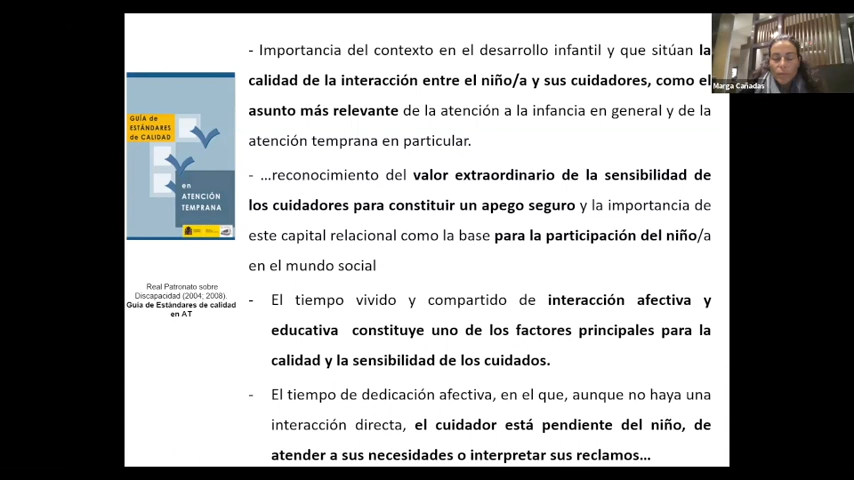 - Importancia del contexto en el desarrollo infantil y que sitúan la
calidad de la interacción entre el niño/a y sus cuidadores, como el
asunto más relevante de la atención a la infancia en general y de la
atención temprana en particular.
- …reconocimiento del valor extraordinario de la sensibilidad de
los cuidadores para constituir un apego seguro y la importancia de
este capital relacional como la base para la participación del niño/a
en el mundo social
- El tiempo vivido y compartido de interacción afectiva y
educativa constituye uno de los factores principales para la
calidad y la sensibilidad de los cuidados.
- El tiempo de dedicación afectiva, en el que, aunque no haya una
interacción directa, el cuidador está pendiente del niño, de
atender a sus necesidades o interpretar sus reclamos…
GUÍA de
ESTÁNDARES
de CALIDAD
en
ATENCIÓN
TEMPRANA
Real Patronato sobre
Discapacidad (2004; 2008).
Guía de Estándares de calidad
en AT
Marga Cañadas